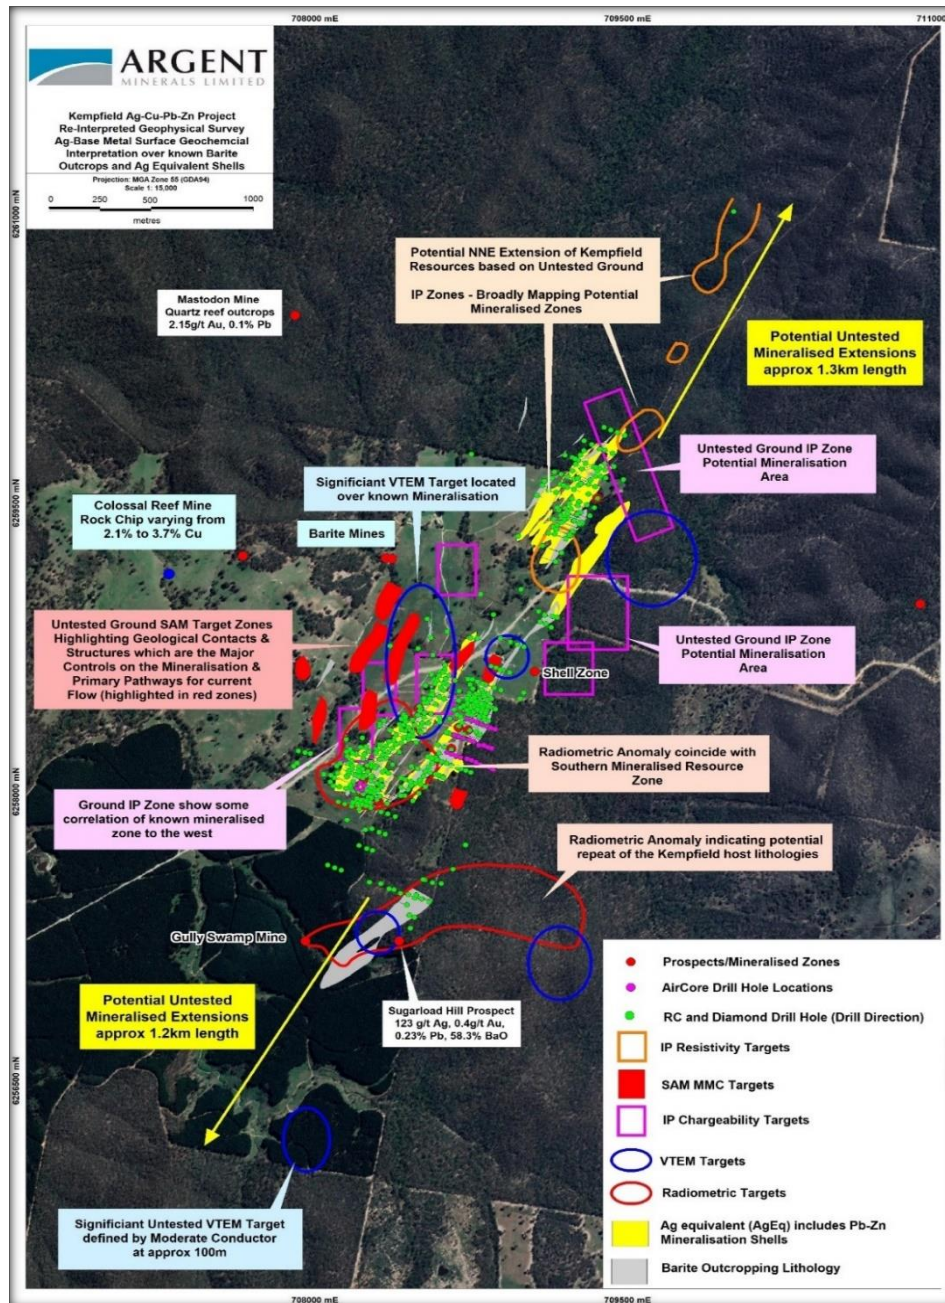 708000 mE
709500 mE
711000
ARGENT
MINERALS LIMITED
Kempfield Ag-Cu-Pb-Zn Project
Re-Interpreted Geophysical Survey
Ag-Base Metal Surface Geochemcial
Interpretation over known Barite
Outcrops and Ag Equivalent Shells
Projection: MGA Zone 55 (GDA94)
Scale 1: 15,000
0 250 500 1000
metres
6261000 mN
Potential NNE Extension of Kempfield
Resources based on Untested Ground
IP Zones - Broadly Mapping Potential
Mineralised Zones
Mastodon Mine
Quartz reef outcrops
2.15g/t Au, 0.1% Pb
Potential Untested
Mineralised Extensions
approx 1.3km length
Untested Ground IP Zone
Potential Mineralisation
Area
Significant VTEM Target located
over known Mineralisation
6259500 mN
Colossal Reef Mine
Rock Chip varying from
2.1% to 3.7% Cu
Barite Mines
Untested Ground SAM Target Zones
Highlighting Geological Contacts &
Structures which are the Major
Controls on the Mineralisation &
Primary Pathways for current
Flow (highlighted in red zones)
Untested Ground IP Zone
Potential Mineralisation
Area
Shell Zone
Radiometric Anomaly coincide with
Southern Mineralised Resource
Zone
6258000 mN
Ground IP Zone show some
correlation of known mineralised
zone to the west
Radiometric Anomaly indicating potential
repeat of the Kempfield host lithologies
Gully Swamp Mine
Potential Untested
Mineralised Extensions
approx 1.2km length
Sugarload Hill Prospect
123 g/t Ag, 0.4g/t Au,
0.23% Pb, 58.3% BaO
6256500 mN
Significiant Untested VTEM Target
defined by Moderate Conductor
at approx 100m
Prospects/Mineralised Zones
AirCore Drill Hole Locations
RC and Diamond Drill Hole (Drill Direction)
IP Resistivity Targets
SAM MMC Targets
IP Chargeability Targets
VTEM Targets
Radiometric Targets
Ag equivalent (AgEq) includes Pb-Zn
Mineralisation Shells
Barite Outcropping Lithology
708000 mE
709500 mE